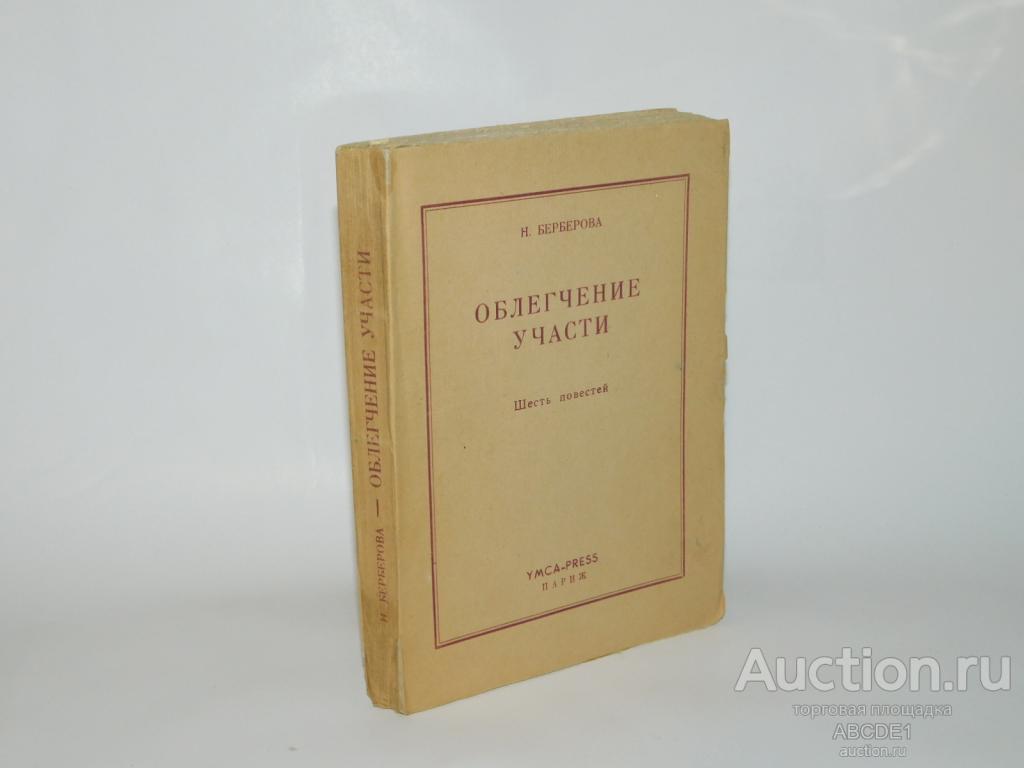 Н. БЕРБЕРОВА — ОБЛЕГЧЕНИЕ УЧАСТИ
Н. БЕРБЕРОВА
ОБЛЕГЧЕНИЕ
УЧАСТИ
Шесть повестей
YMCA-PRESS
ПАРИЖ
Auction.ru
торговая площадка
ABCDE1
auction.ru